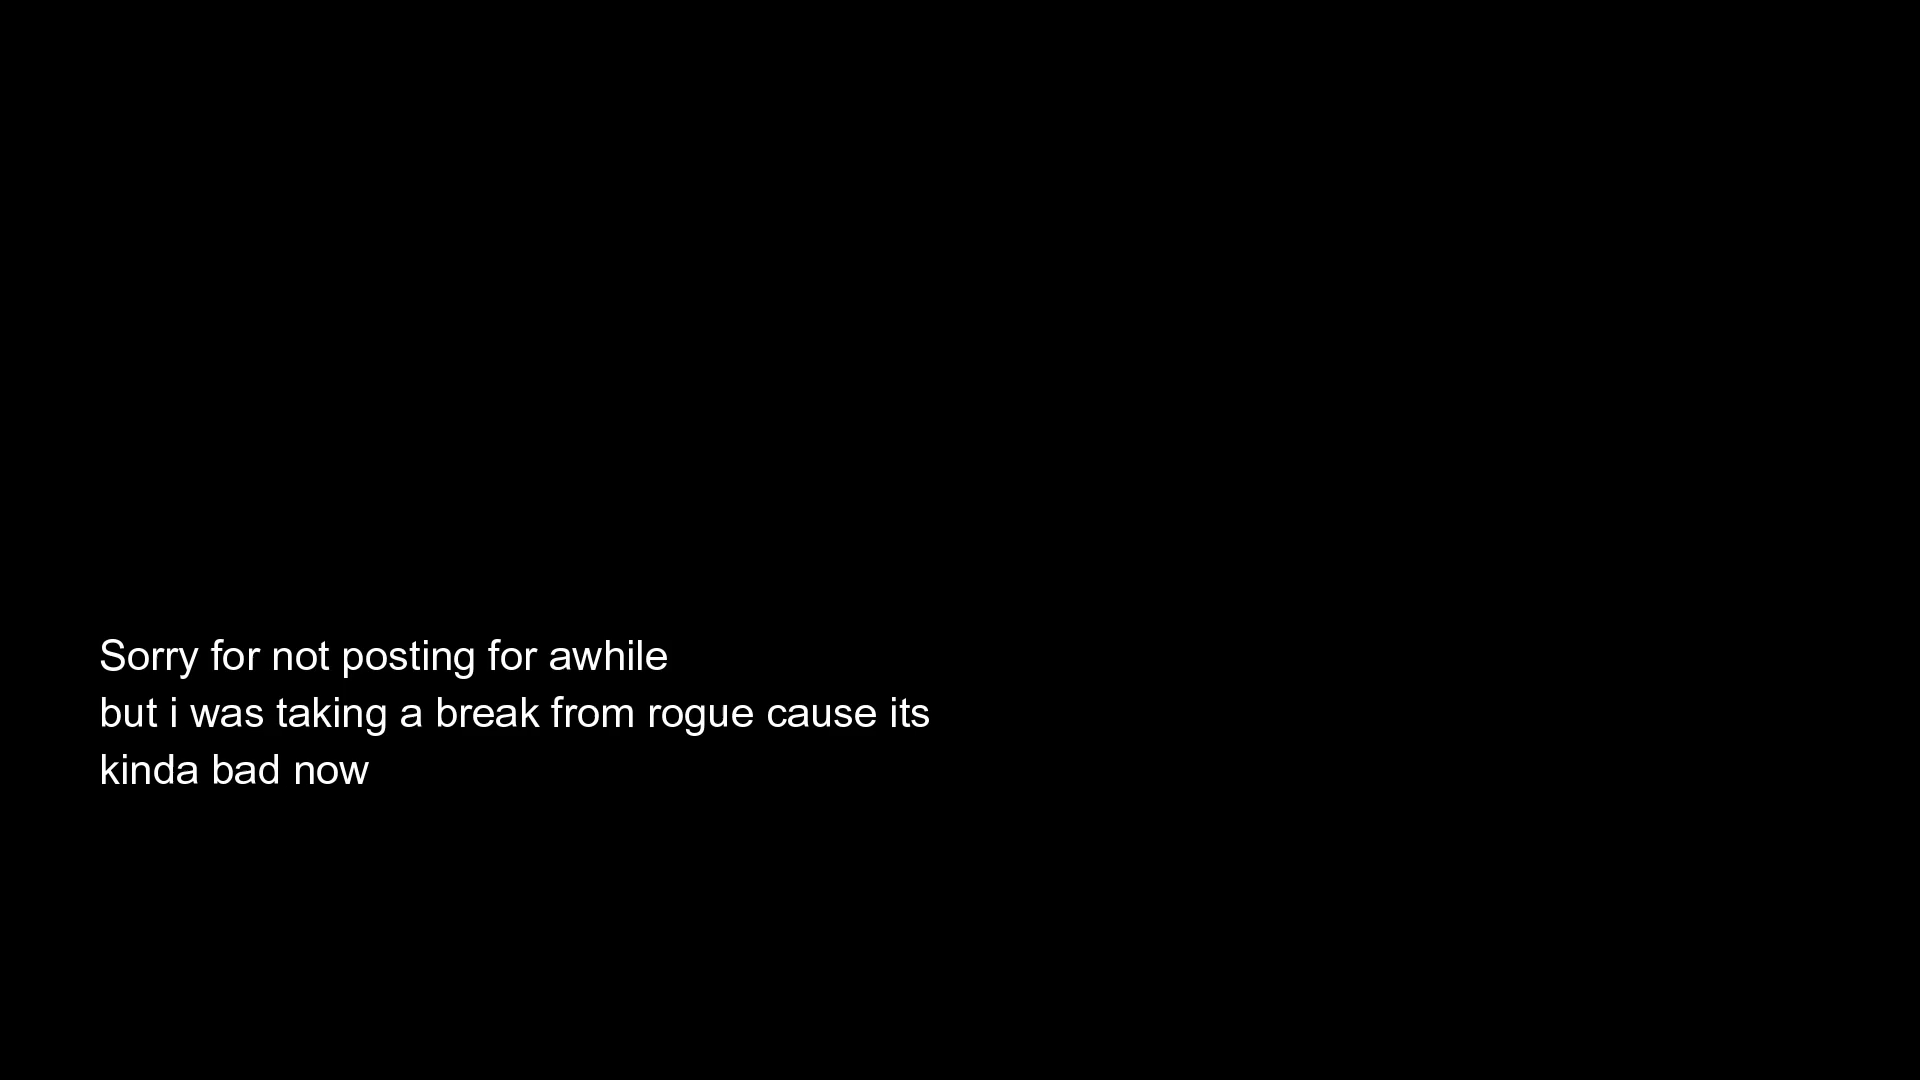 Sorry for not posting for awhile
but i was taking a break from rogue cause its
kinda bad now